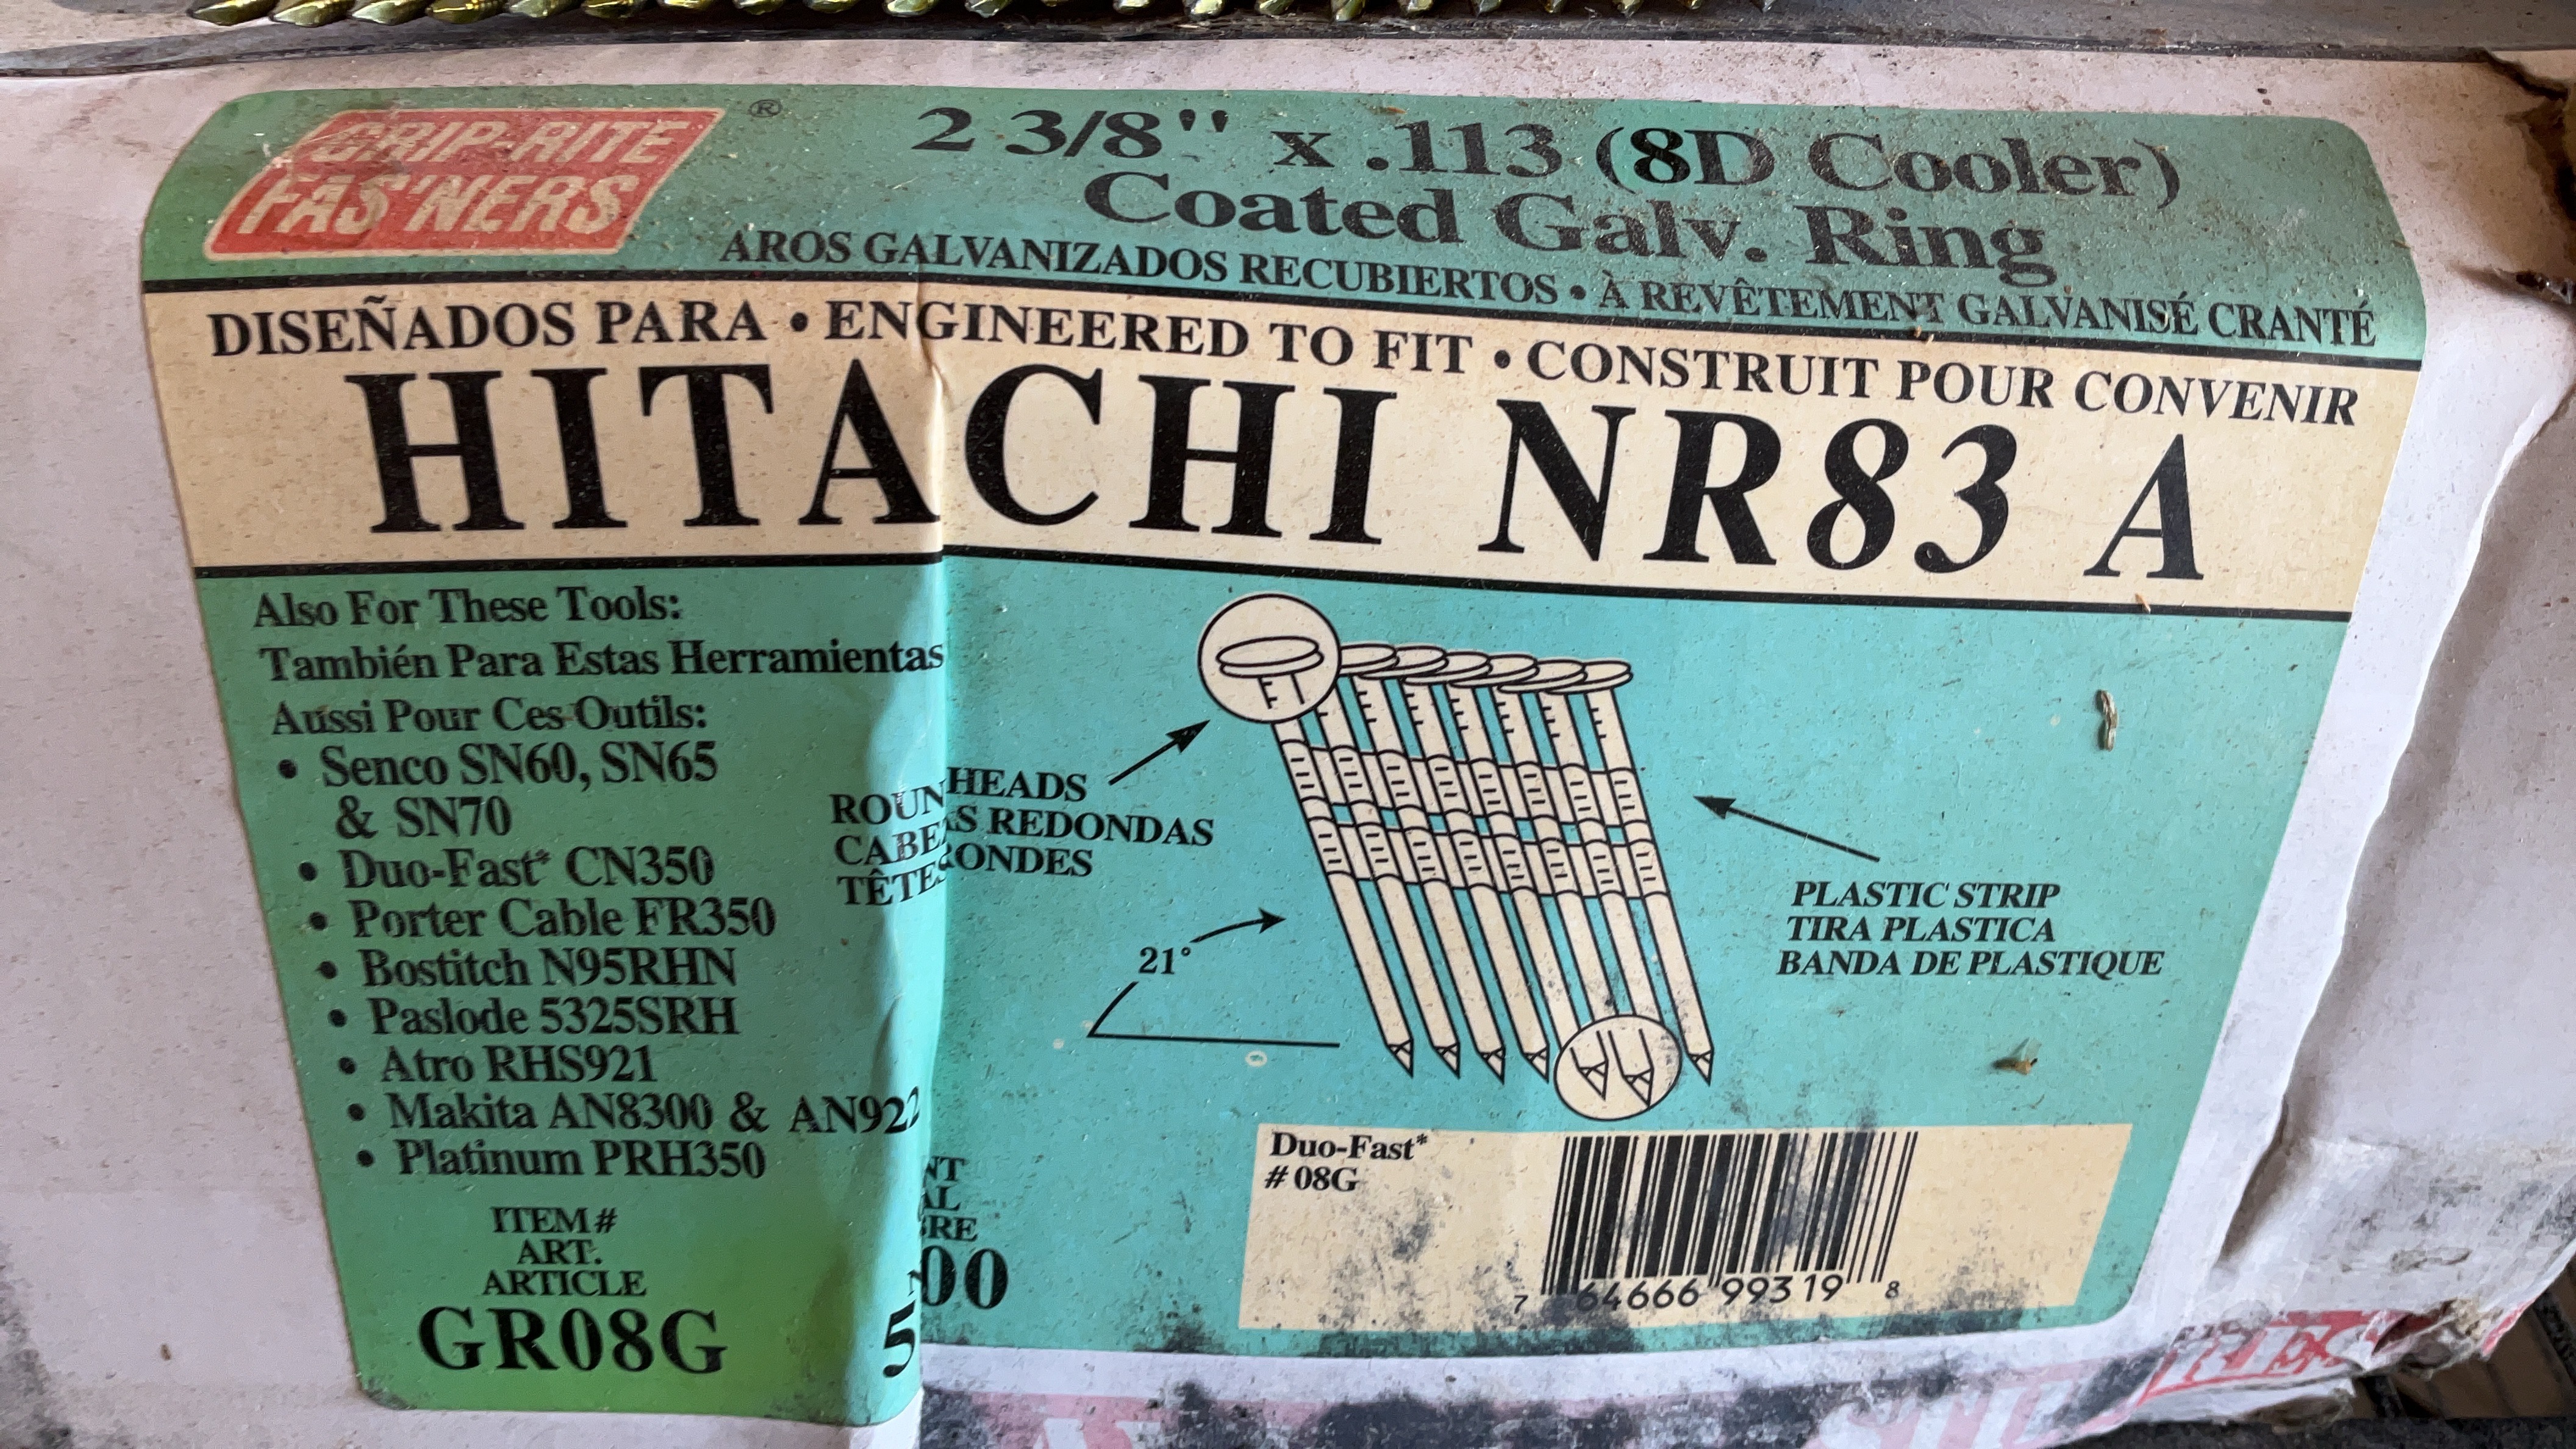 GRIP-RITE
FAS'NERS
®
2 3/8" x .113 (8D Cooler)
Coated Galv. Ring
AROS GALVANIZADOS RECUBIERTOS • À REVÊTEMENT GALVANISÉ CRANTÉ
DISEÑADOS PARA • ENGINEERED TO FIT • CONSTRUIT POUR CONVENIR
HITACHI NR83 A
Also For These Tools:
También Para Estas Herramientas
Aussi Pour Ces Outils:
• Senco SN60, SN65
& SN70
• Duo-Fast* CN350
• Porter Cable FR350
• Bostitch N95RHN
• Paslode 5325SRH
• Atro RHS921
• Makita AN8300 & AN922
• Platinum PRH350
ITEM #
ART.
ARTICLE
GR08G
HEADS
REDONDAS
RONDES
21°
PLASTIC STRIP
TIRA PLASTICA
BANDA DE PLASTIQUE
Duo-Fast*
# 08G
7 64666 99319 8